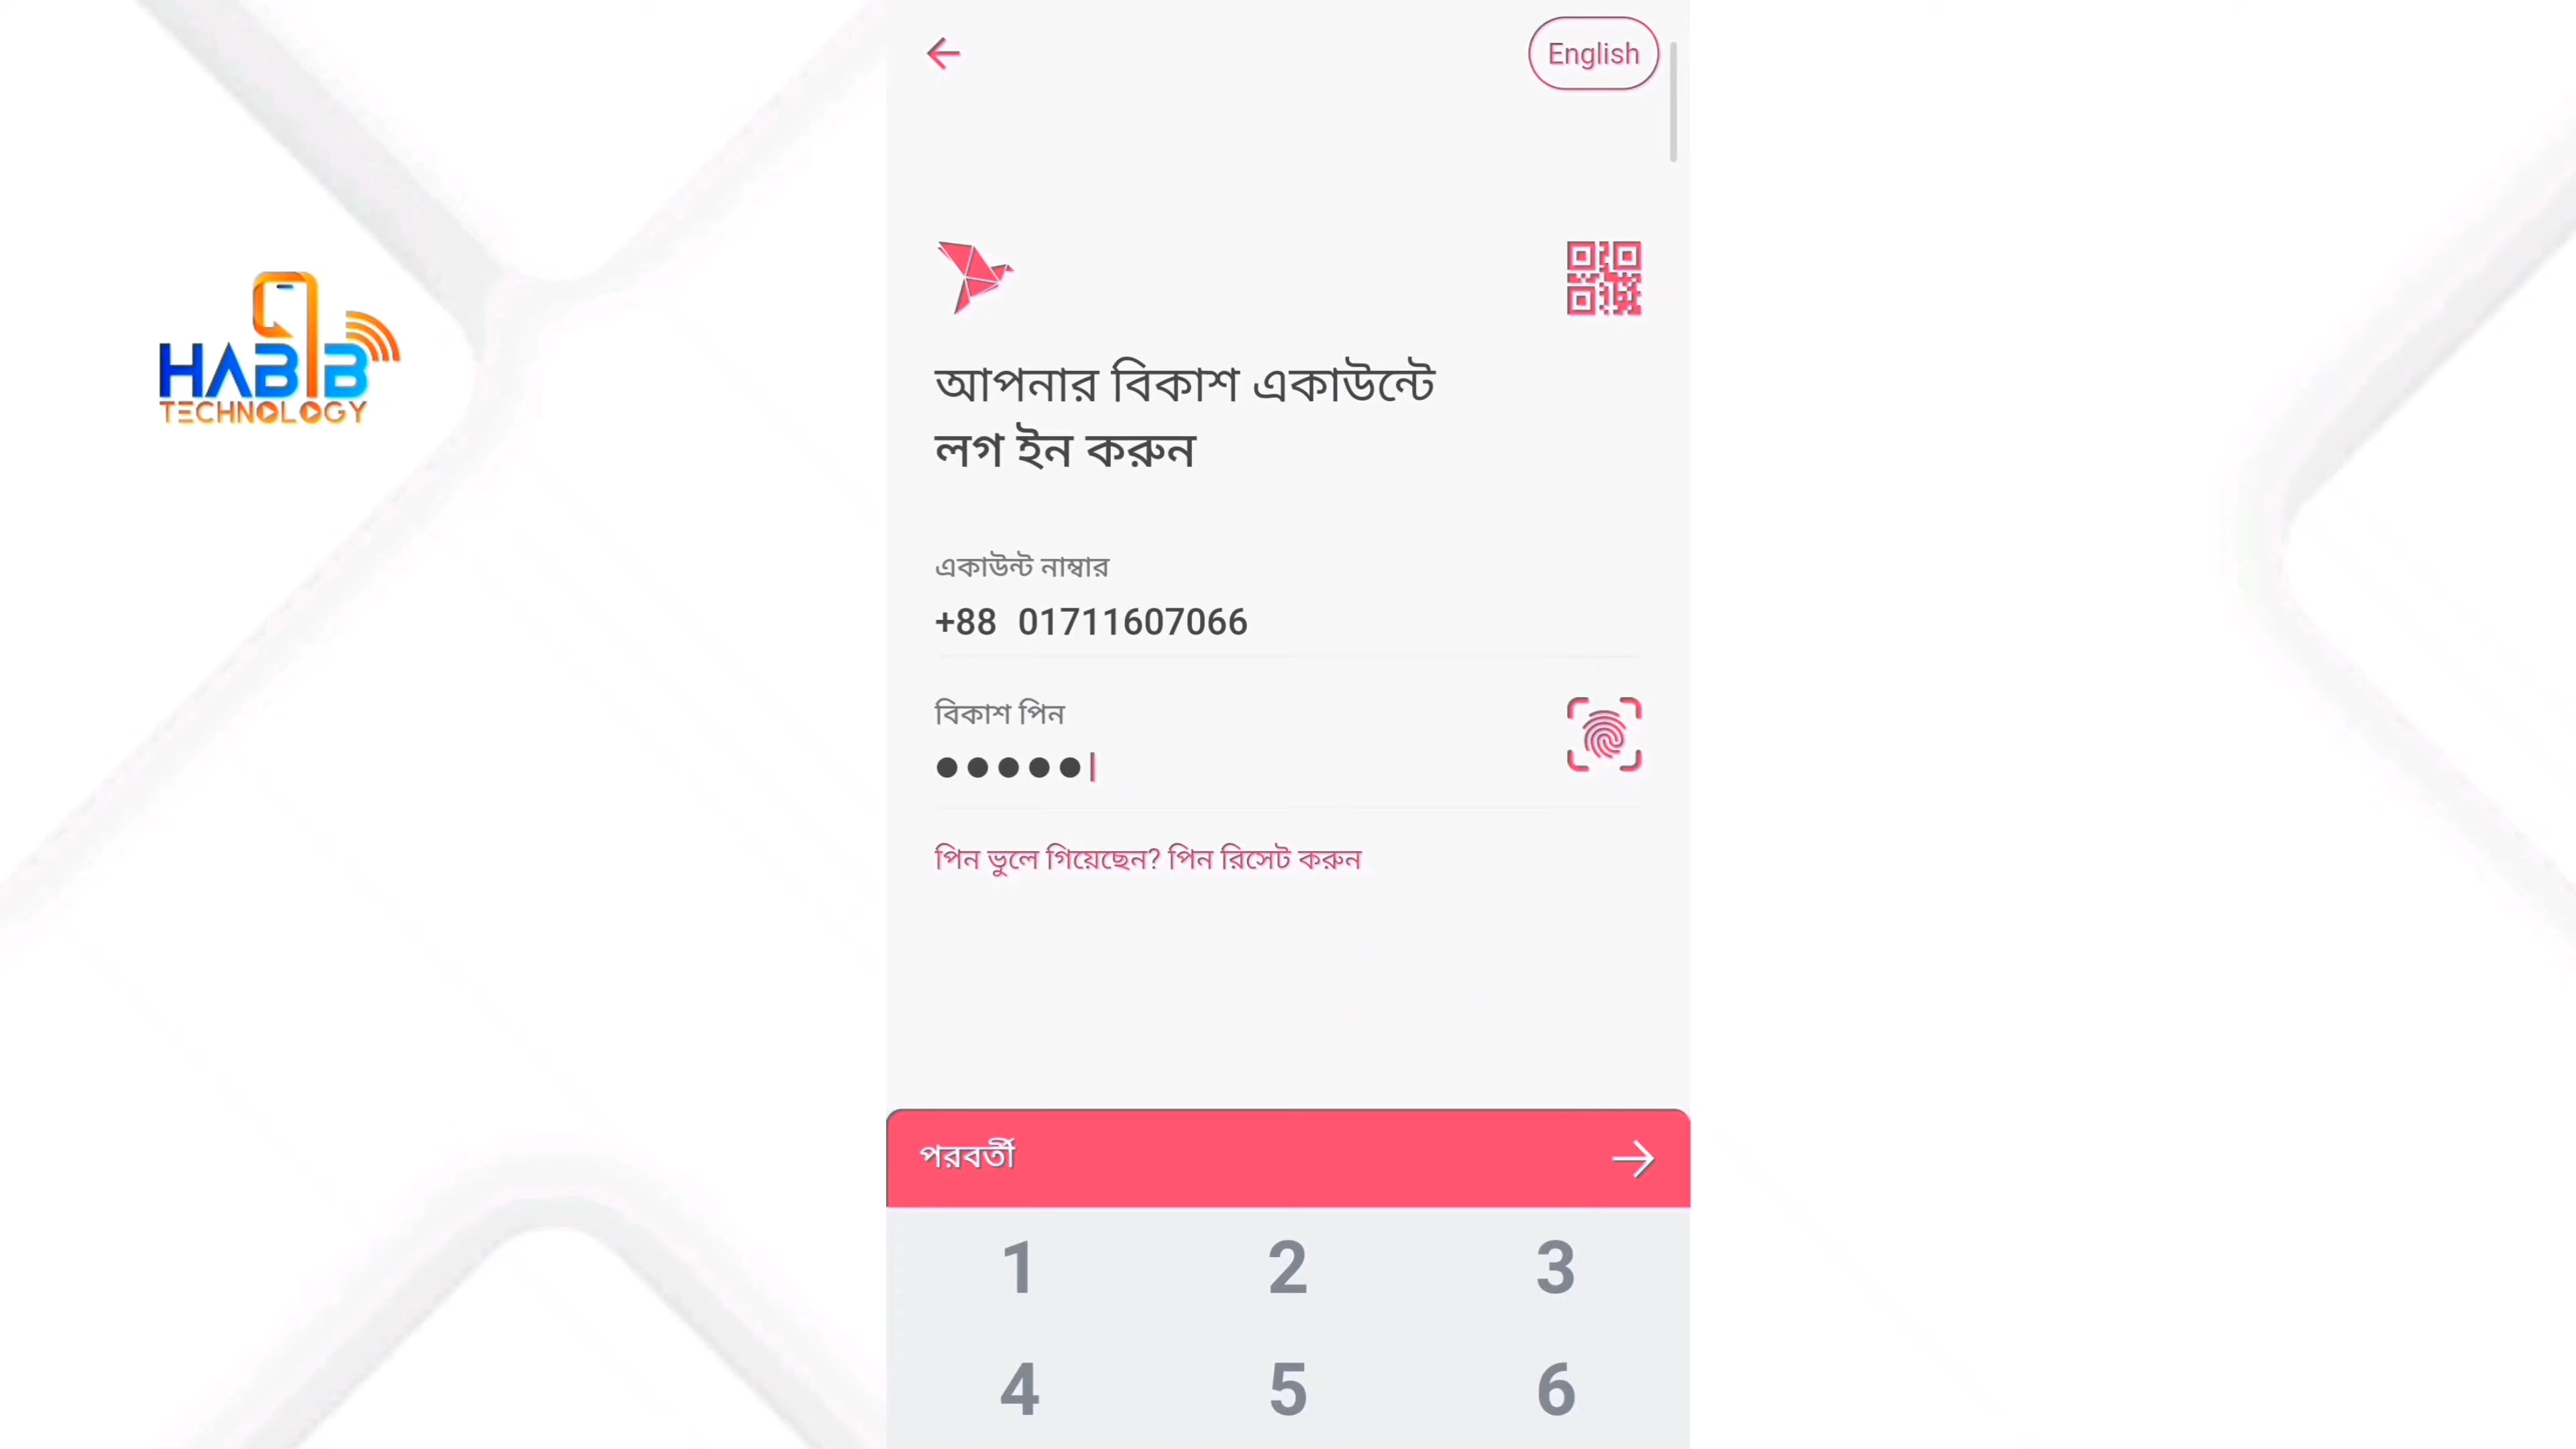 English
HABIB
TECHNOLOGY
আপনার বিকাশ একাউন্টে
লগ ইন করুন
একাউন্ট নাম্বার
+88 01711607066
বিকাশ পিন
পিন ভুলে গিয়েছেন? পিন রিসেট করুন
পরবর্তী
1 2 3
4 5 6